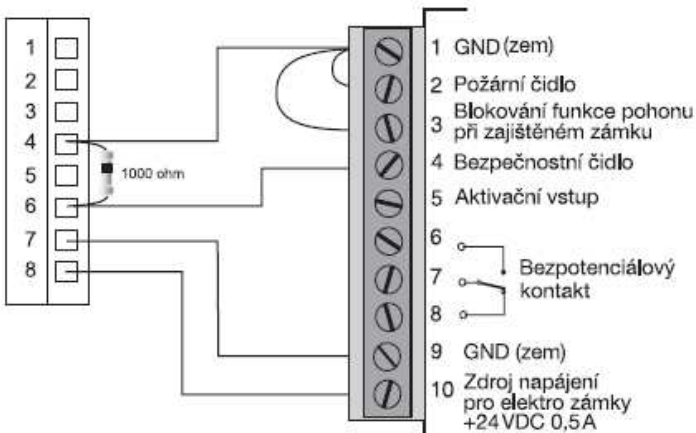 1
2
3
4
5
6
7
8
1000 ohm
1 GND (zem)
2 Požární čidlo
3 Blokování funkce pohonu
při zajištěném zámku
4 Bezpečnostní čidlo
5 Aktivační vstup
6
7
8
Bezpotenciálový
kontakt
9 GND (zem)
10 Zdroj napájení
pro elektro zámky
+24VDC 0,5A